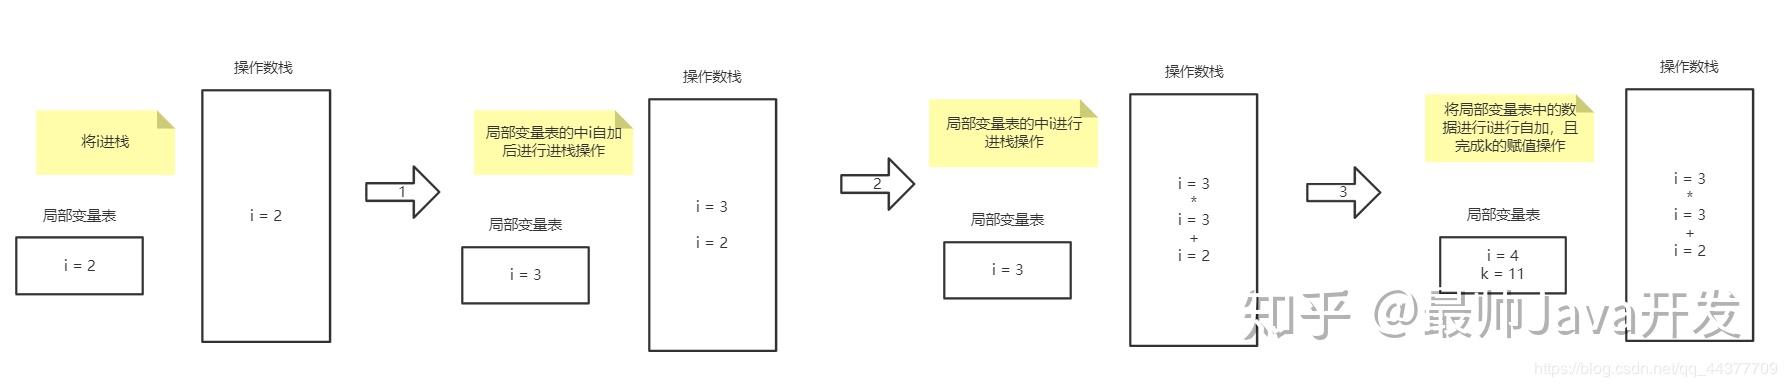 操作数栈
将i进栈
局部变量表
i = 2
i = 2
1
操作数栈
局部变量表的中i自加
后进行进栈操作
局部变量表
i = 3
i = 3
i = 2
2
操作数栈
局部变量表的中i进行
进栈操作
局部变量表
i = 3
i = 3
*
i = 3
+
i = 2
3
操作数栈
将局部变量表中的数
据进行i进行自加，且
完成k的赋值操作
局部变量表
i = 4
k = 11
i = 3
*
i = 3
+
i = 2
知乎 @最帅Java开发
https://blog.csdn.net/qq_44377709